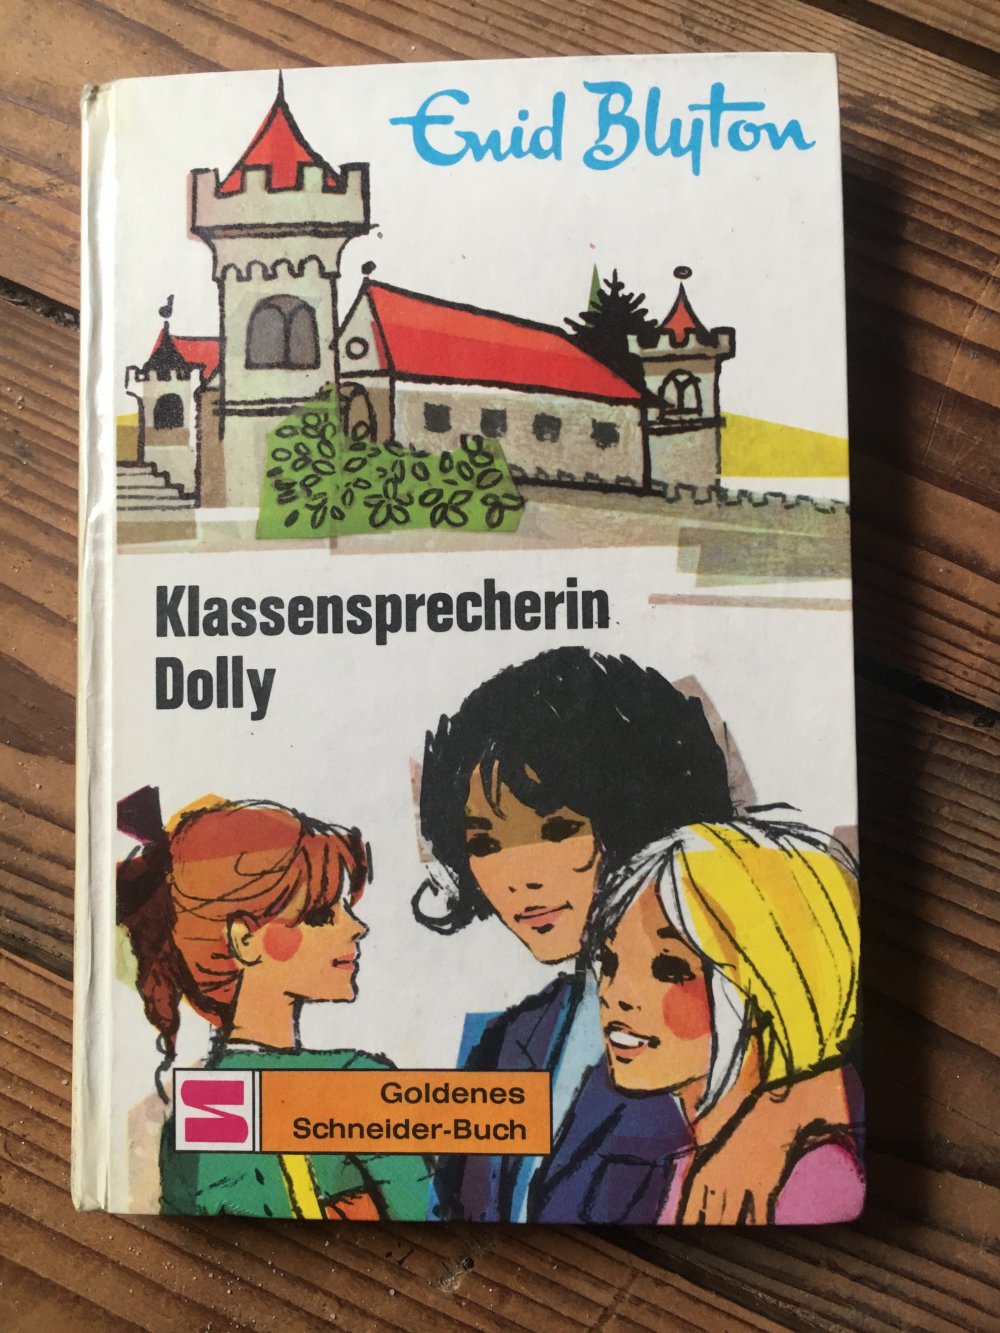 Enid Blyton
Klassensprecherin
Dolly
Goldenes
Schneider-Buch